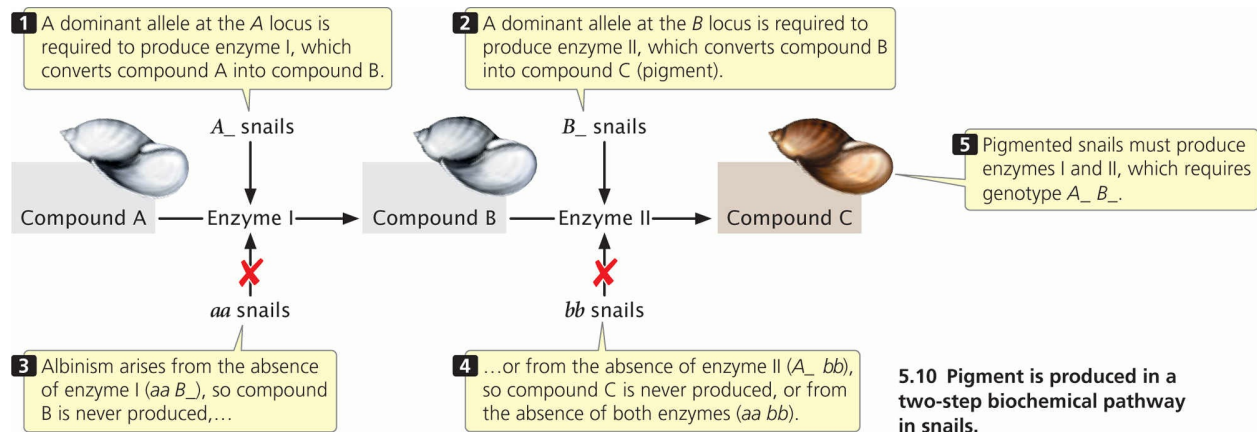 1 A dominant allele at the A locus is
required to produce enzyme I, which
converts compound A into compound B.
2 A dominant allele at the B locus is required to
produce enzyme II, which converts compound B
into compound C (pigment).
A_ snails
B_ snails
5 Pigmented snails must produce
enzymes I and II, which requires
genotype A_ B_.
Compound A
Enzyme I
Compound B
Enzyme II
Compound C
aa snails
bb snails
3 Albinism arises from the absence
of enzyme I (aa B_), so compound
B is never produced,…
4 …or from the absence of enzyme II (A_ bb),
so compound C is never produced, or from
the absence of both enzymes (aa bb).
5.10 Pigment is produced in a
two-step biochemical pathway
in snails.